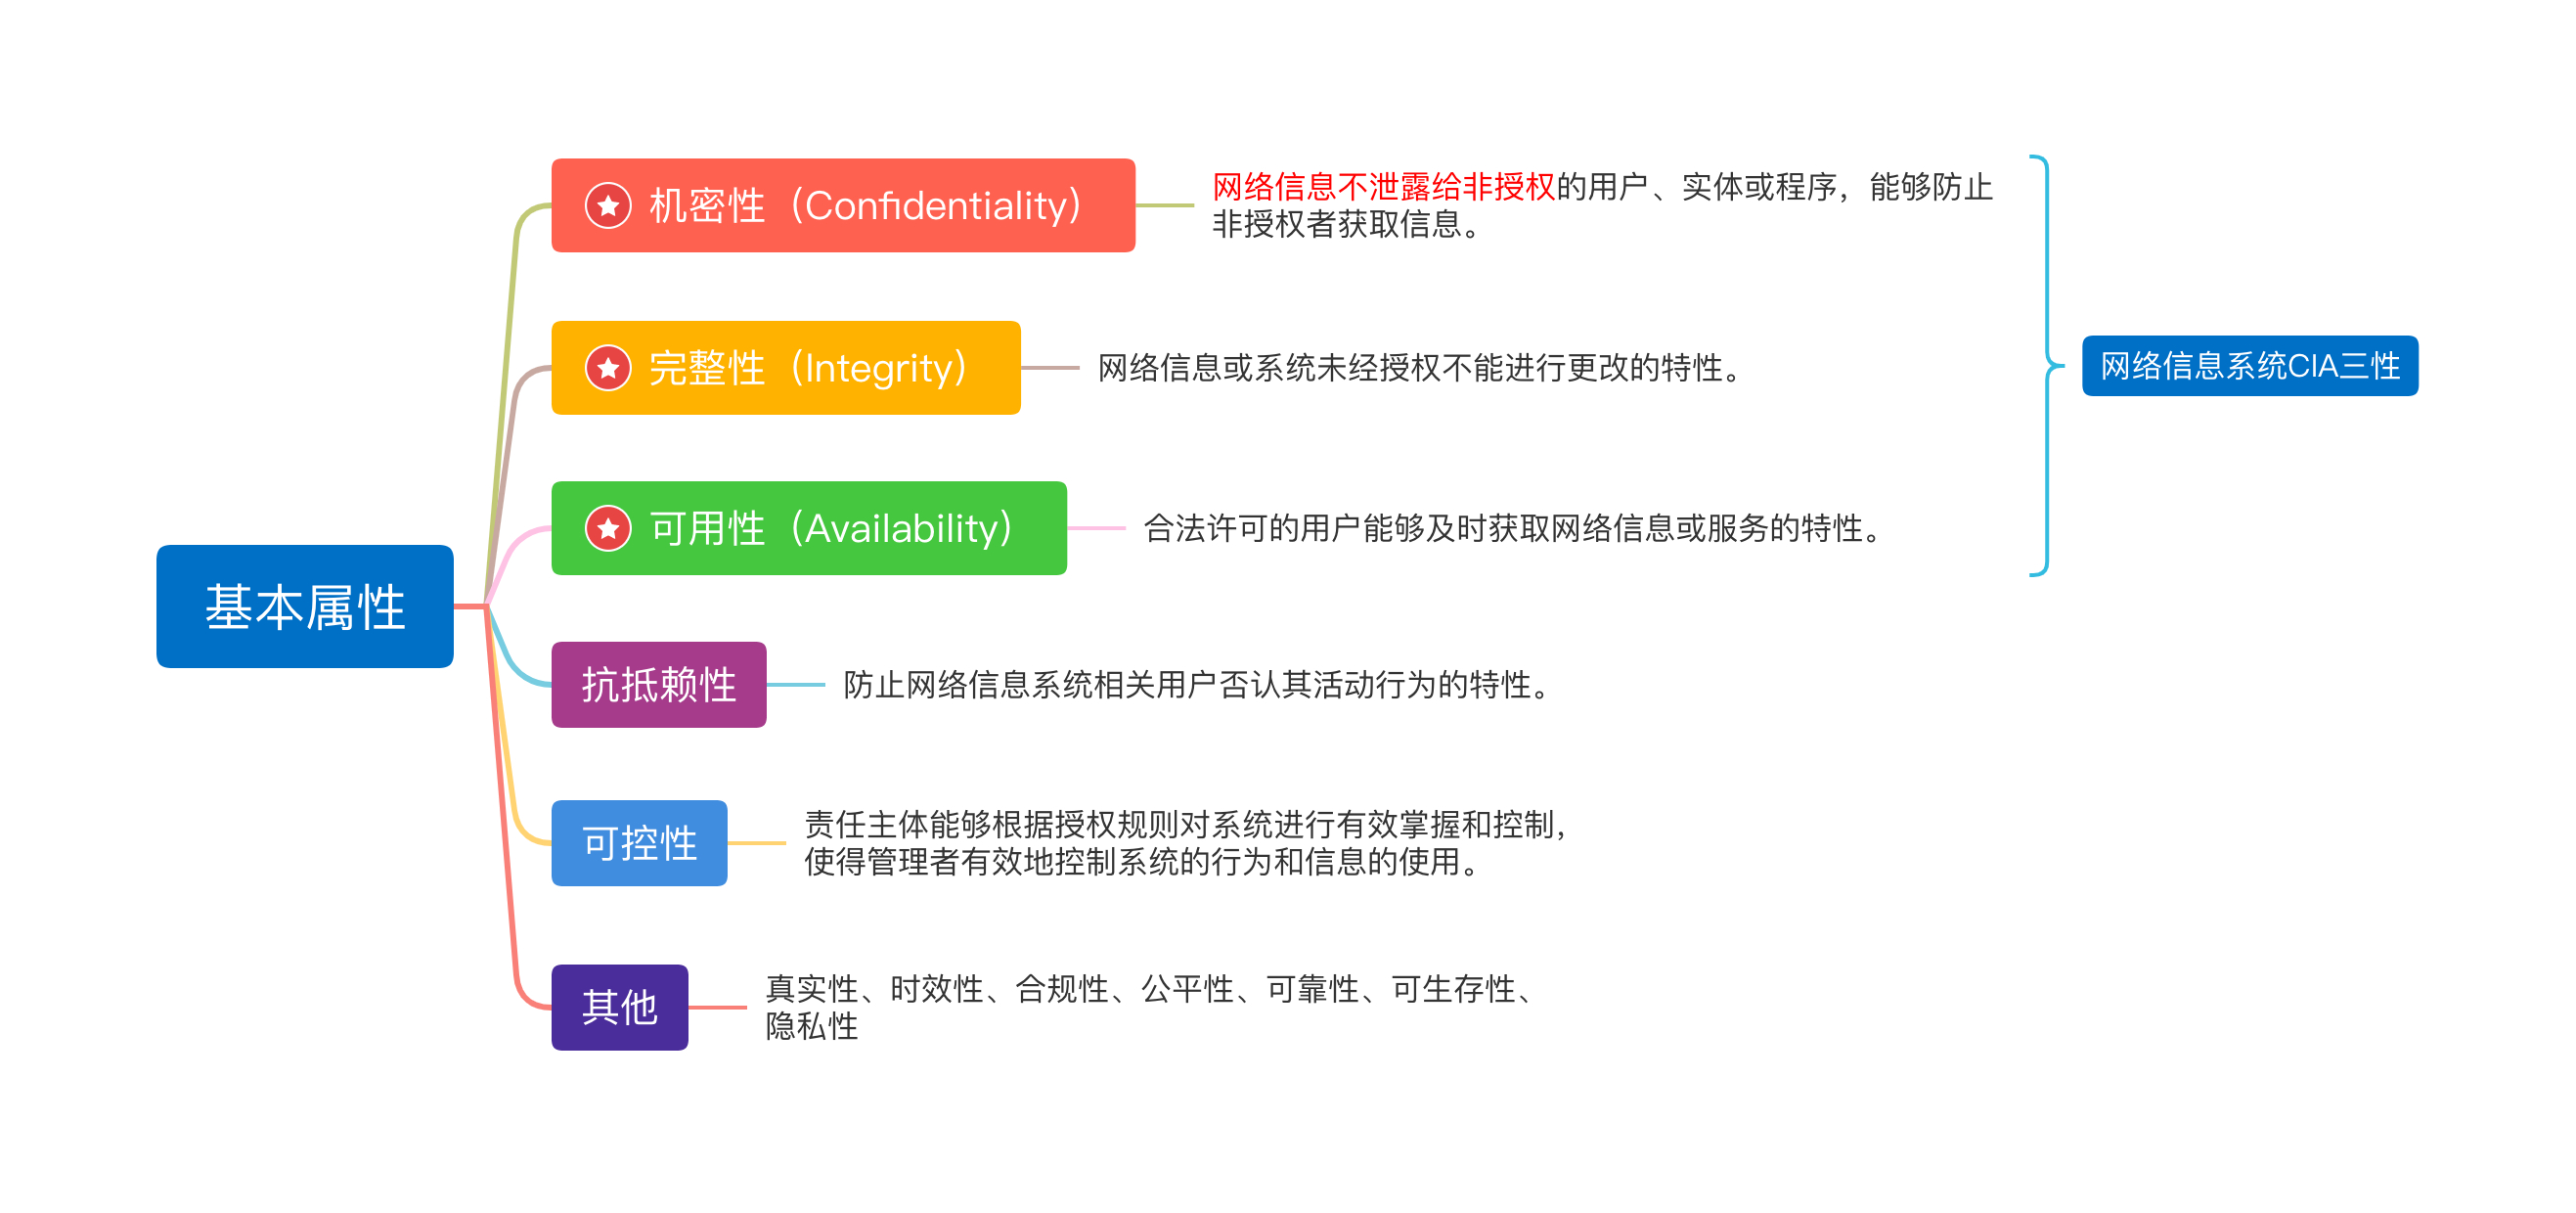 机密性（Confidentiality）
网络信息不泄露给非授权的用户、实体或程序，能够防止
非授权者获取信息。
完整性（Integrity）
网络信息或系统未经授权不能进行更改的特性。
网络信息系统CIA三性
可用性（Availability）
合法许可的用户能够及时获取网络信息或服务的特性。
基本属性
抗抵赖性
防止网络信息系统相关用户否认其活动行为的特性。
可控性
责任主体能够根据授权规则对系统进行有效掌握和控制，
使得管理者有效地控制系统的行为和信息的使用。
其他
真实性、时效性、合规性、公平性、可靠性、可生存性、
隐私性